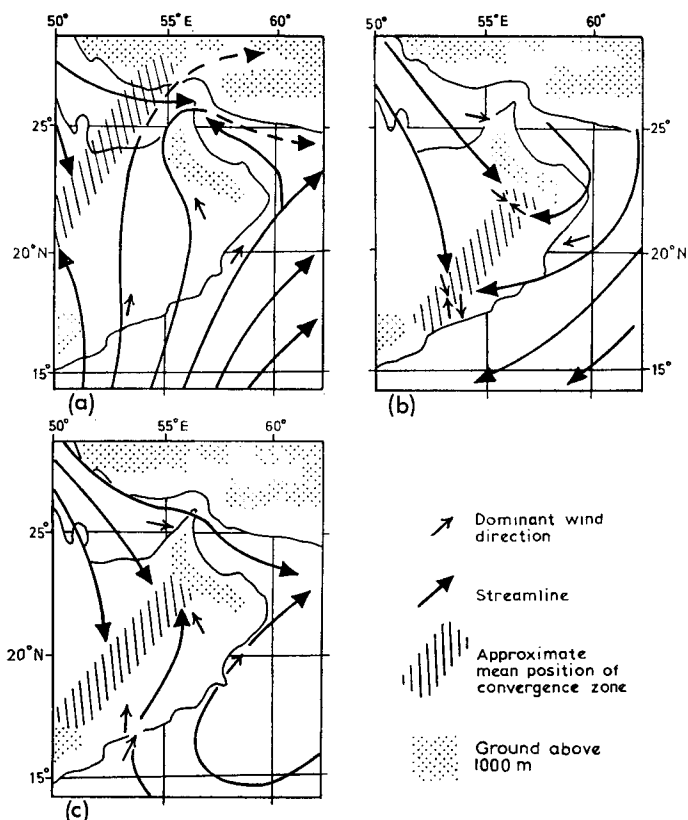 50° 55° 60°
25°
20°N
15°
(a)
50° 55° 60°
25°
20°N
15°
(b)
50° 55°E 60°
25°
20°N
15°
(c)
Dominant wind
direction
Streamline
Approximate
mean position of
convergence zone
Ground above
1000 m